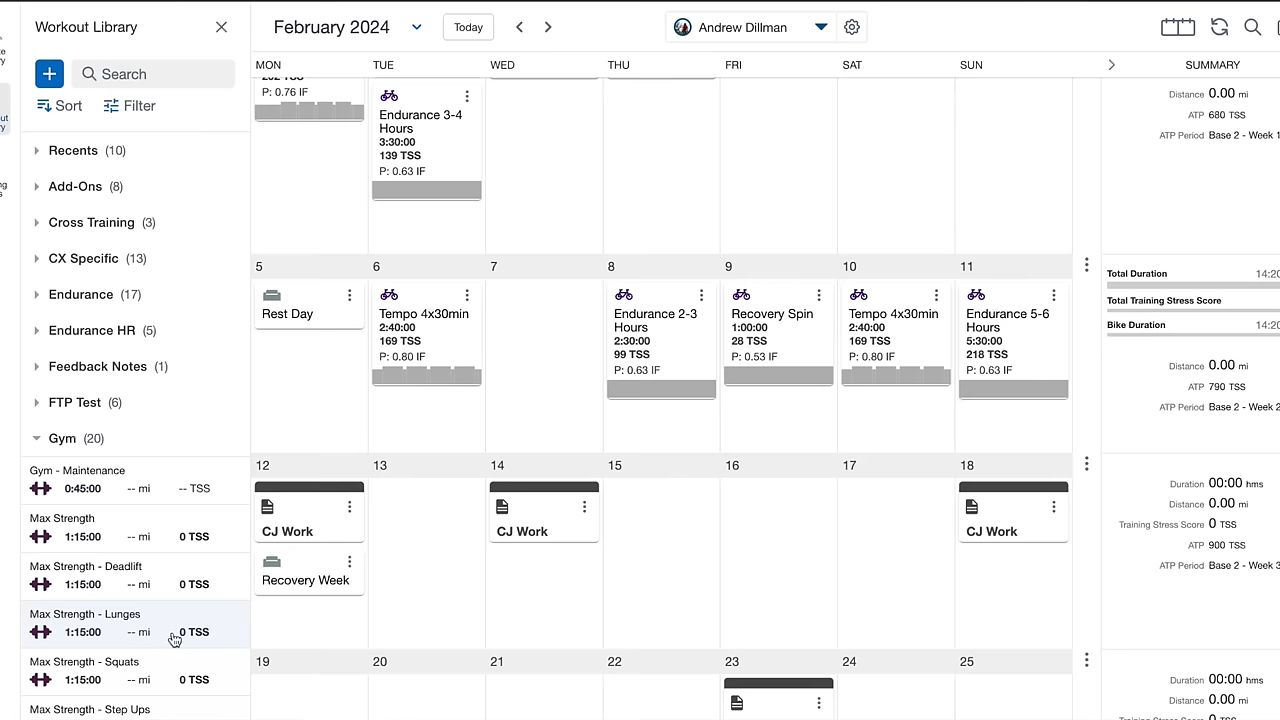 Workout Library
Search
Sort
Filter
Recents (10)
Add-Ons (8)
Cross Training (3)
CX Specific (13)
Endurance (17)
Endurance HR (5)
Feedback Notes (1)
FTP Test (6)
Gym (20)
Gym - Maintenance
0:45:00 -- mi -- TSS
Max Strength
1:15:00 -- mi 0 TSS
Max Strength - Deadlift
1:15:00 -- mi 0 TSS
Max Strength - Lunges
1:15:00 -- mi 0 TSS
Max Strength - Squats
1:15:00 -- mi 0 TSS
Max Strength - Step Ups
February 2024
Today
Andrew Dillman
MON TUE WED THU FRI SAT SUN SUMMARY
P: 0.76 IF
Endurance 3-4
Hours
3:30:00
139 TSS
P: 0.63 IF
Distance 0.00 mi
ATP 680 TSS
ATP Period Base 2 - Week 1
5 6 7 8 9 10 11
Rest Day
Tempo 4x30min
2:40:00
169 TSS
P: 0.80 IF
Endurance 2-3
Hours
2:30:00
99 TSS
P: 0.63 IF
Recovery Spin
1:00:00
28 TSS
P: 0.53 IF
Tempo 4x30min
2:40:00
169 TSS
P: 0.80 IF
Endurance 5-6
Hours
5:30:00
218 TSS
P: 0.63 IF
Total Duration 14:20
Total Training Stress Score
Bike Duration 14:20
Distance 0.00 mi
ATP 790 TSS
ATP Period Base 2 - Week 2
12 13 14 15 16 17 18
CJ Work
Recovery Week
CJ Work
CJ Work
Duration 00:00 hms
Distance 0.00 mi
Training Stress Score 0 TSS
ATP 900 TSS
ATP Period Base 2 - Week 3
19 20 21 22 23 24 25
Duration 00:00 hms
Distance 0.00 mi